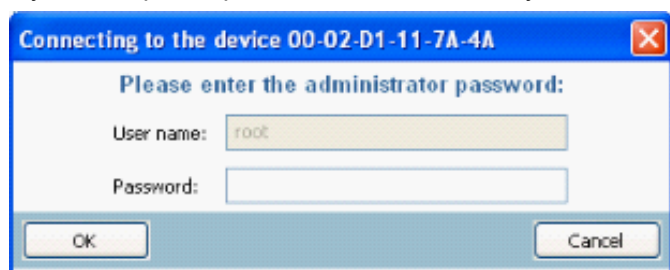 Connecting to the device 00-02-D1-11-7A-4A
Please enter the administrator password:
User name: root
Password:
OK Cancel